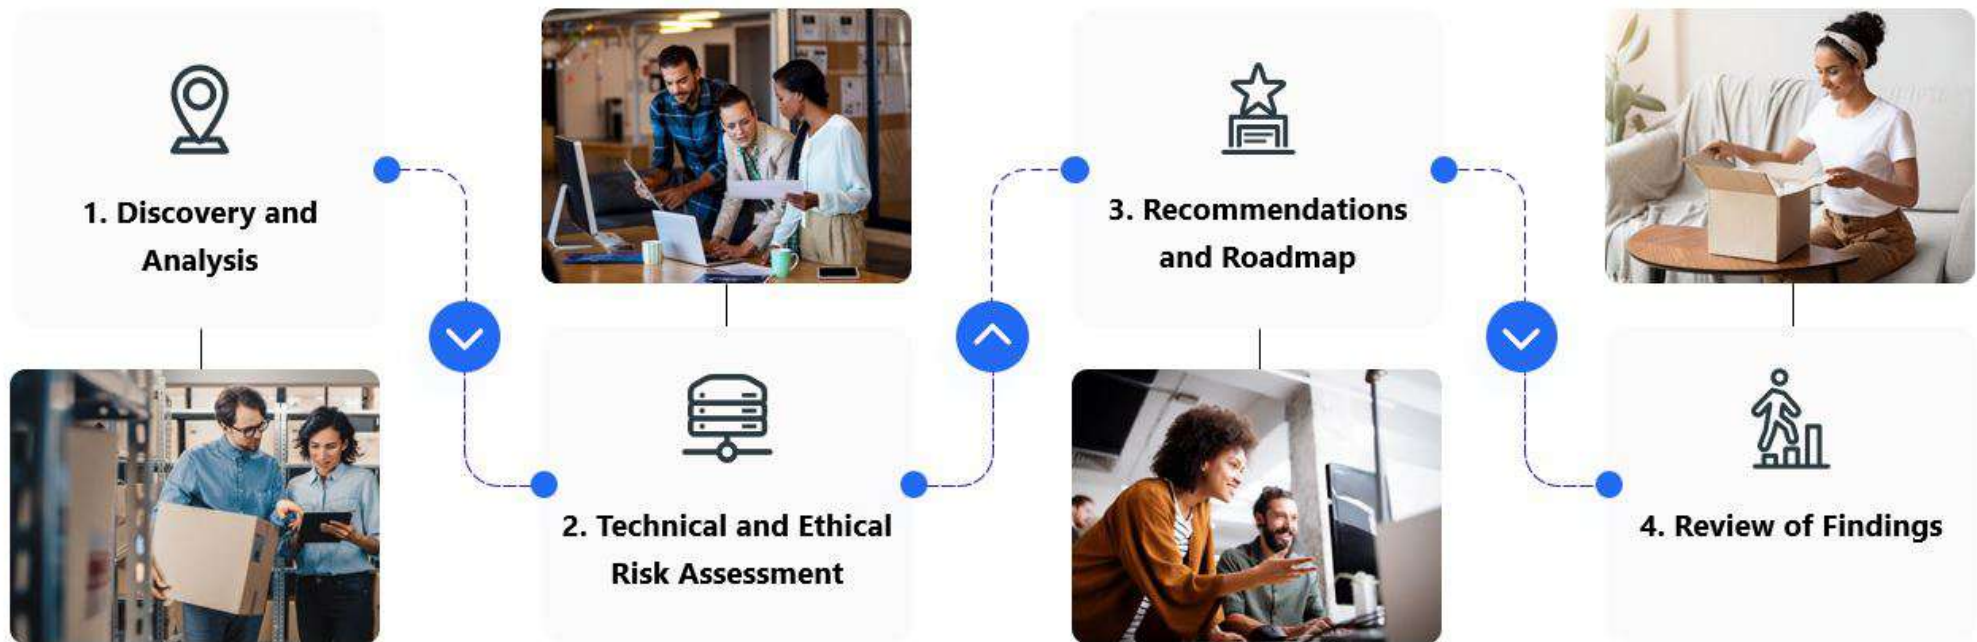 1. Discovery and
Analysis
2. Technical and Ethical
Risk Assessment
3. Recommendations
and Roadmap
4. Review of Findings